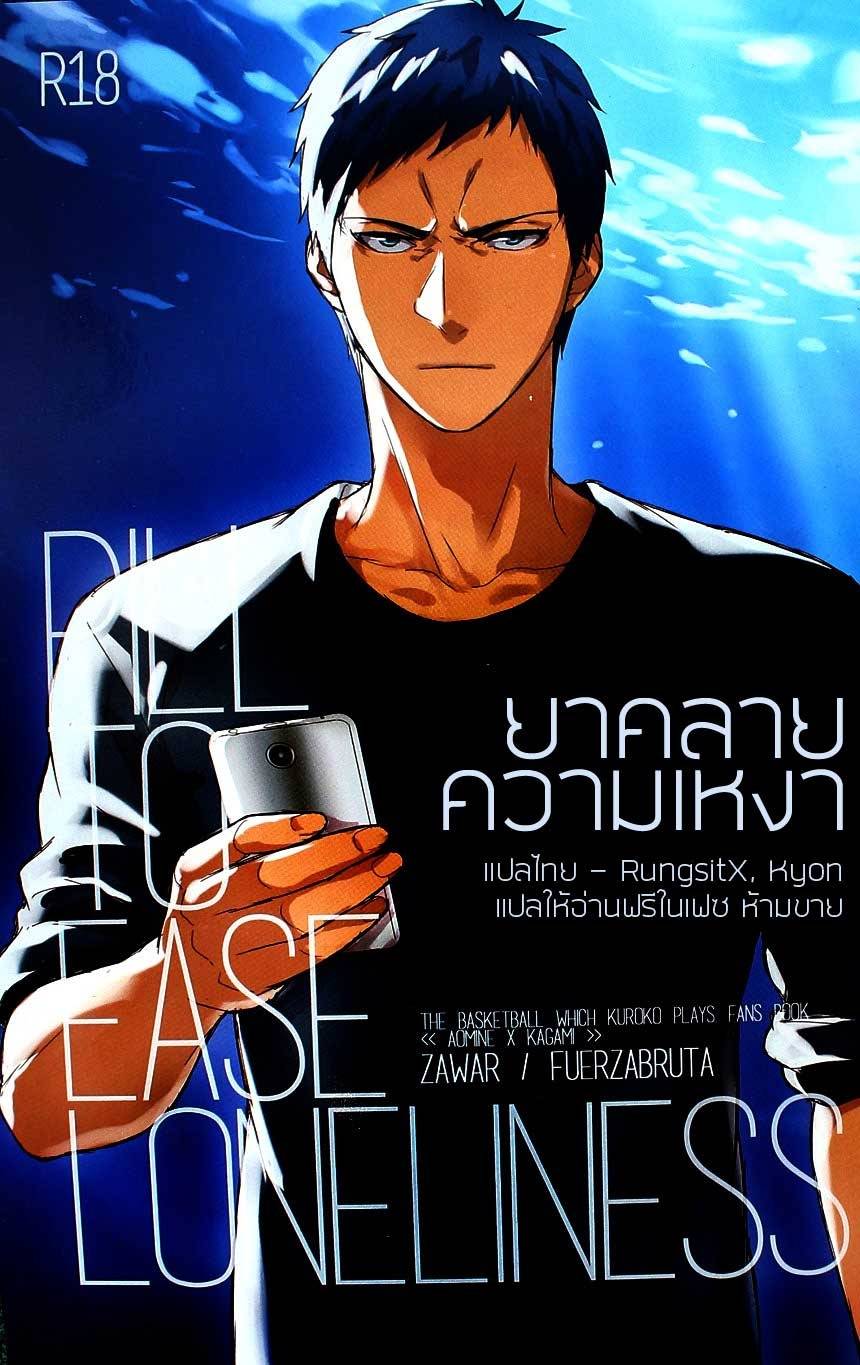 R18
PILL
TO
EASE
LONELINESS
ยาคลาย
ความเหงา
แปลไทย – RungsitX, Kyon
แปลให้อ่านฟรีในเฟซ ห้ามขาย
THE BASKETBALL WHICH KUROKO PLAYS FANS BOOK
<< AOMINE X KAGAMI >>
ZAWAR / FUERZABRUTA